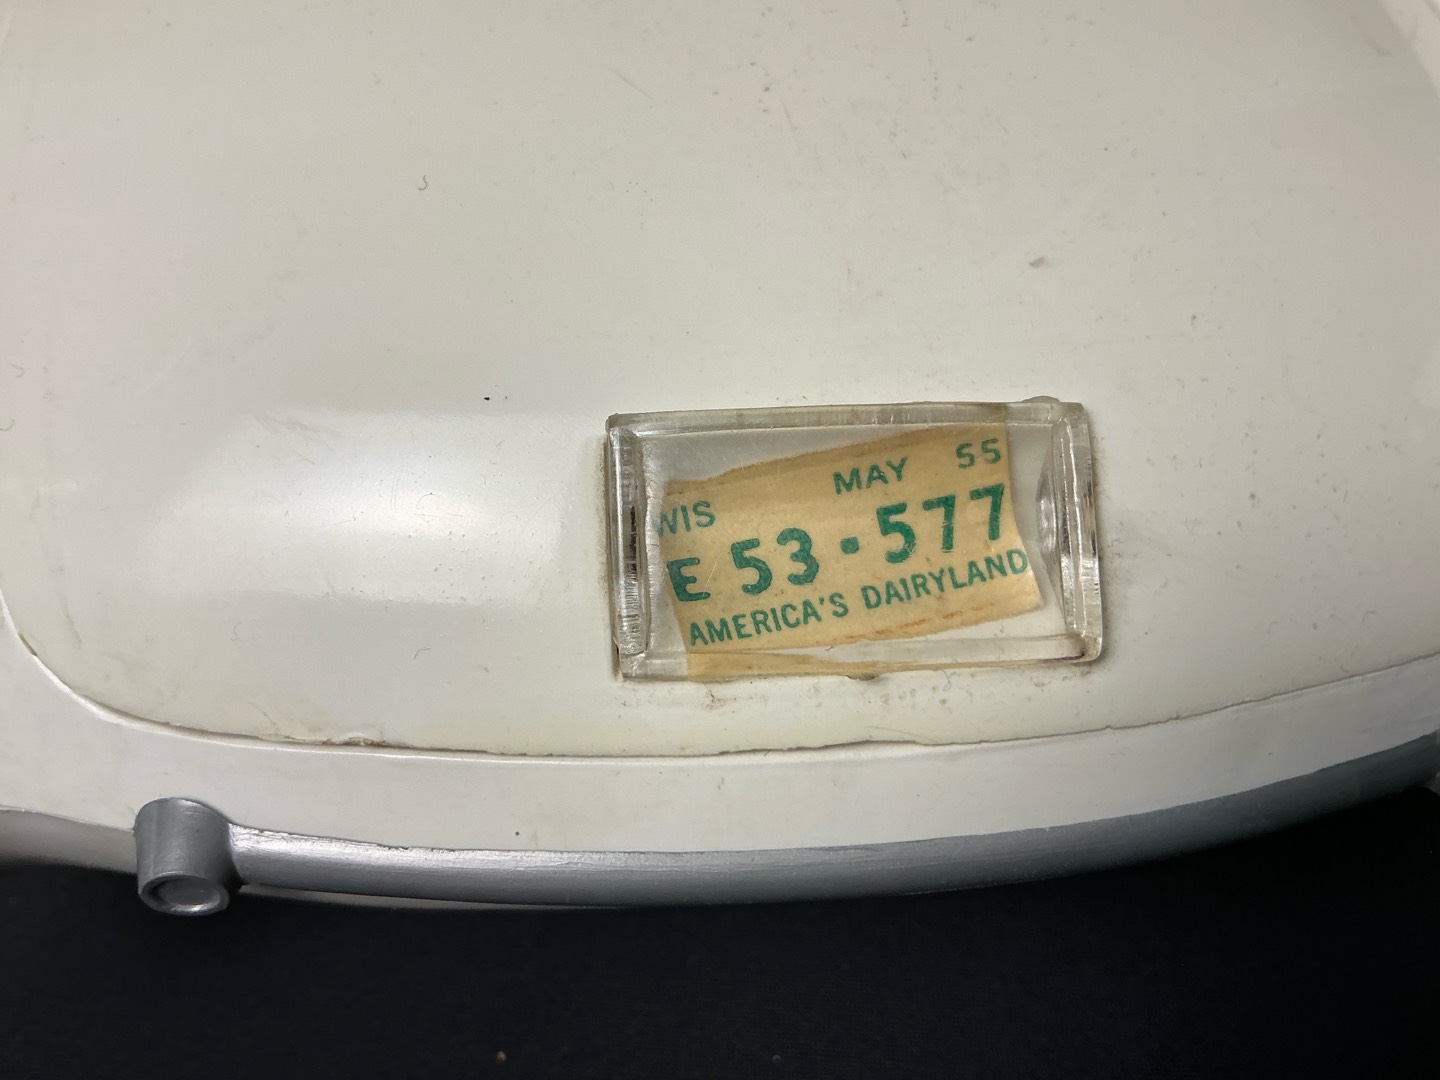 WIS MAY 55
E 53·577
AMERICA'S DAIRYLAND